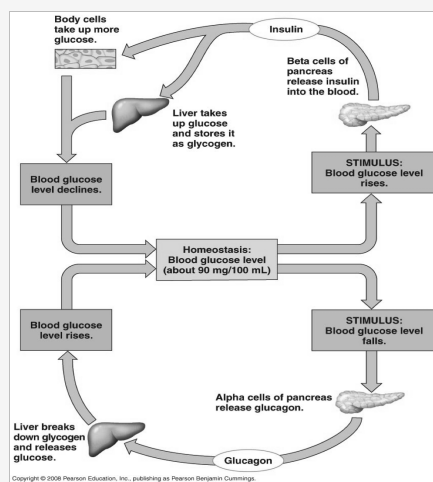 Body cells
take up more
glucose.
Insulin
Beta cells of
pancreas
release insulin
into the blood.
Liver takes
up glucose
and stores it
as glycogen.
Blood glucose
level declines.
STIMULUS:
Blood glucose level
rises.
Homeostasis:
Blood glucose level
(about 90 mg/100 mL)
Blood glucose
level rises.
STIMULUS:
Blood glucose level
falls.
Alpha cells of pancreas
release glucagon.
Liver breaks
down glycogen
and releases
glucose.
Glucagon
Copyright © 2008 Pearson Education, Inc., publishing as Pearson Benjamin Cummings.